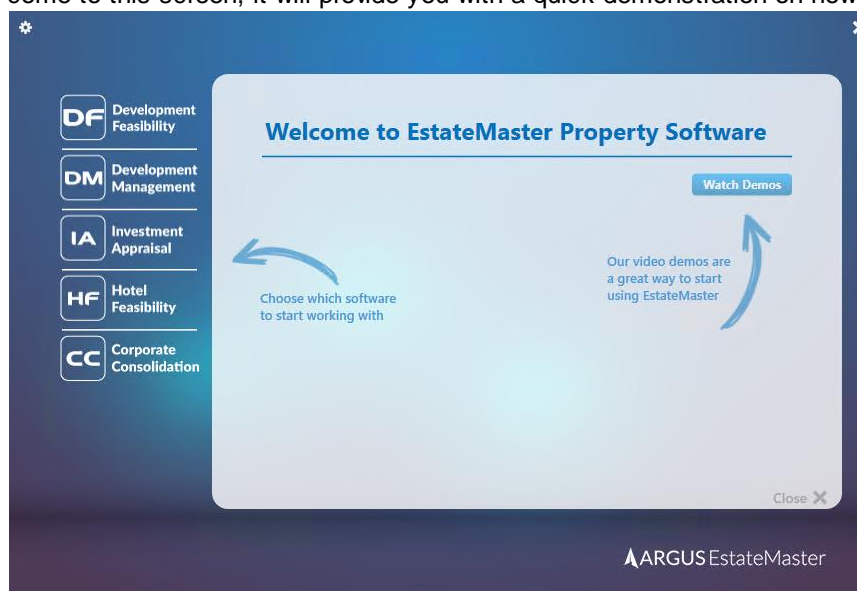 come to this screen, it will provide you with a quick demonstration on how
DF Development
Feasibility
DM Development
Management
IA Investment
Appraisal
HF Hotel
Feasibility
CC Corporate
Consolidation
Welcome to EstateMaster Property Software
Watch Demos
Our video demos are
a great way to start
using EstateMaster
Choose which software
to start working with
Close X
ARGUS EstateMaster